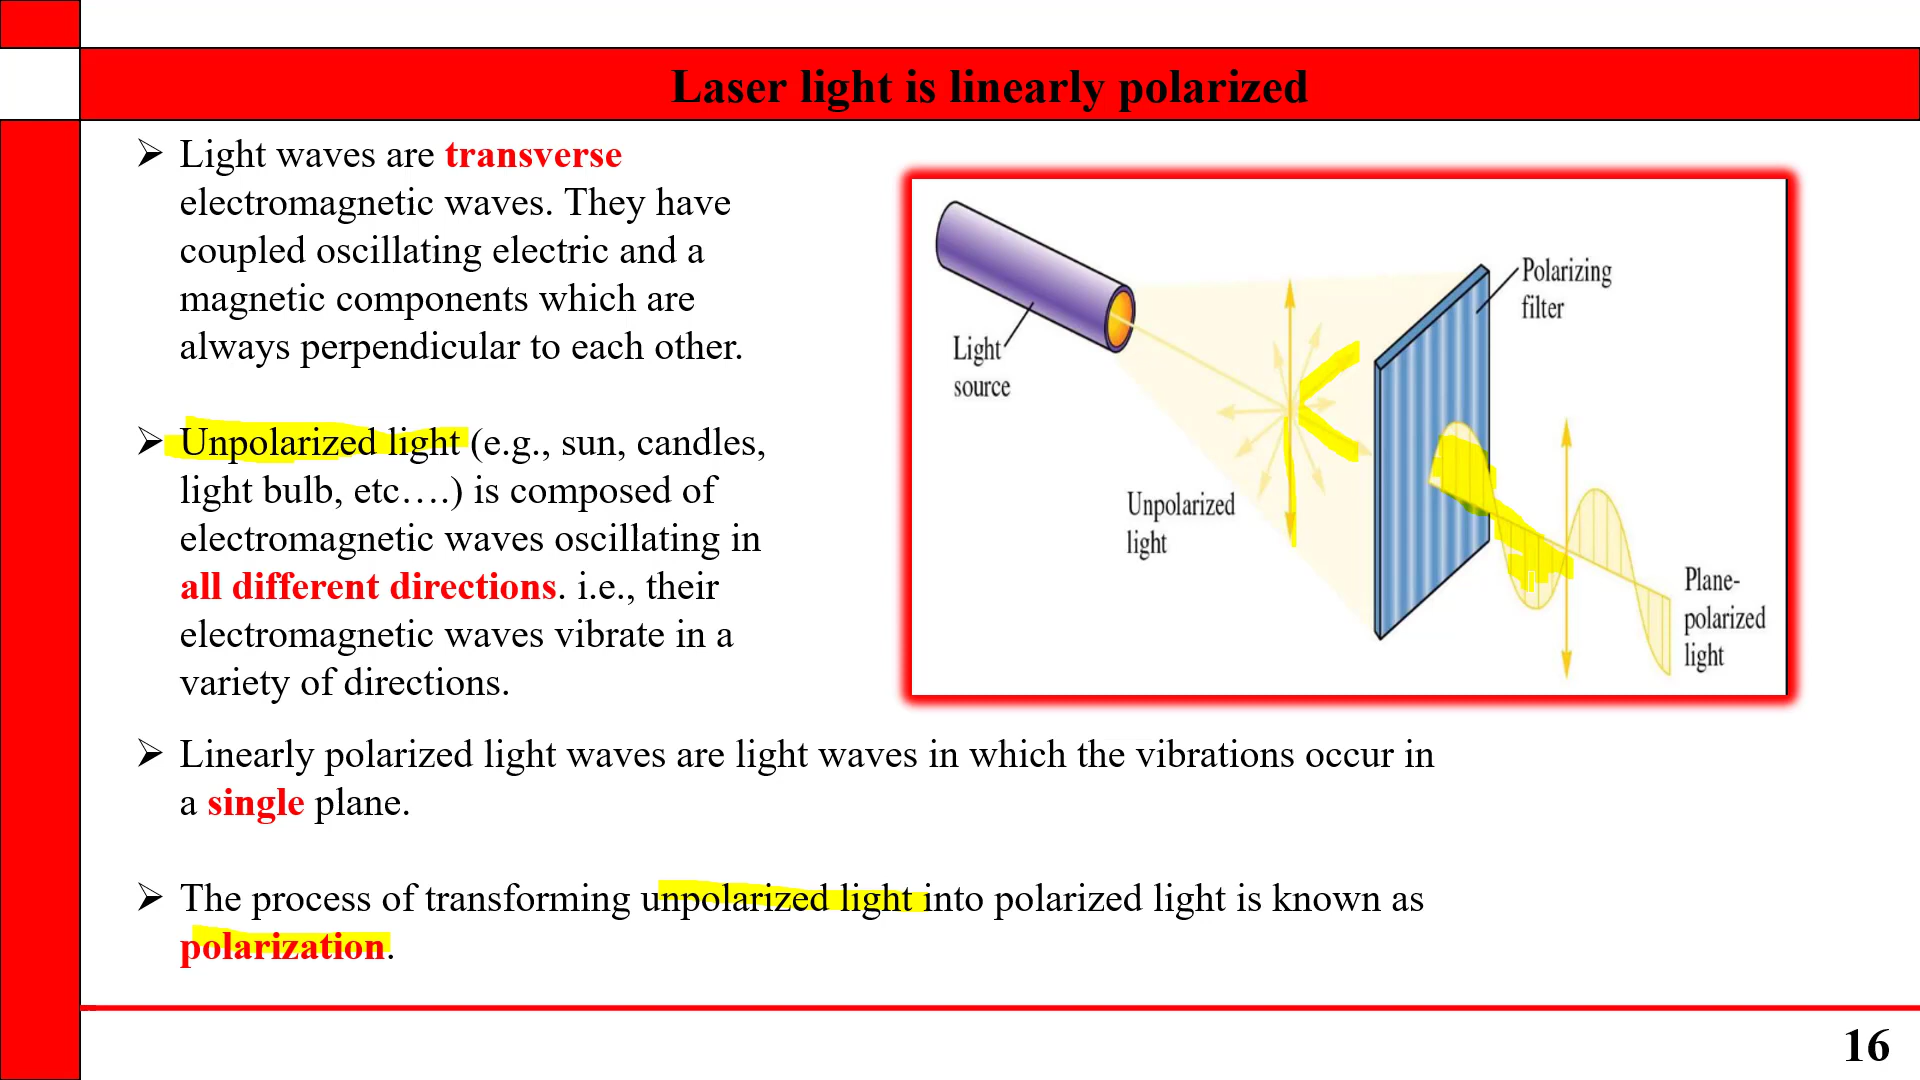 Laser light is linearly polarized
➢ Light waves are transverse
electromagnetic waves. They have
coupled oscillating electric and a
magnetic components which are
always perpendicular to each other.
➢ Unpolarized light (e.g., sun, candles,
light bulb, etc….) is composed of
electromagnetic waves oscillating in
all different directions. i.e., their
electromagnetic waves vibrate in a
variety of directions.
Light
source
Unpolarized
light
Polarizing
filter
Plane-
polarized
light
➢ Linearly polarized light waves are light waves in which the vibrations occur in
a single plane.
➢ The process of transforming unpolarized light into polarized light is known as
polarization.
16